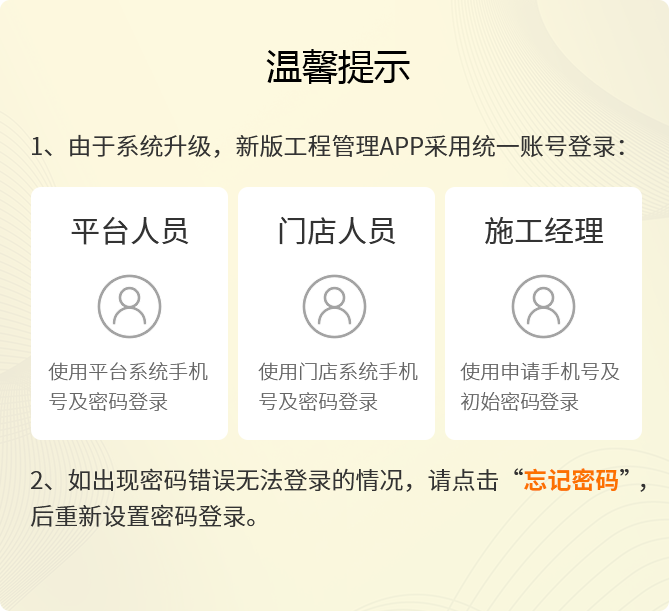 温馨提示
1、由于系统升级，新版工程管理APP采用统一账号登录：
平台人员
使用平台系统手机
号及密码登录
门店人员
使用门店系统手机
号及密码登录
施工经理
使用申请手机号及
初始密码登录
2、如出现密码错误无法登录的情况，请点击“忘记密码”，
后重新设置密码登录。